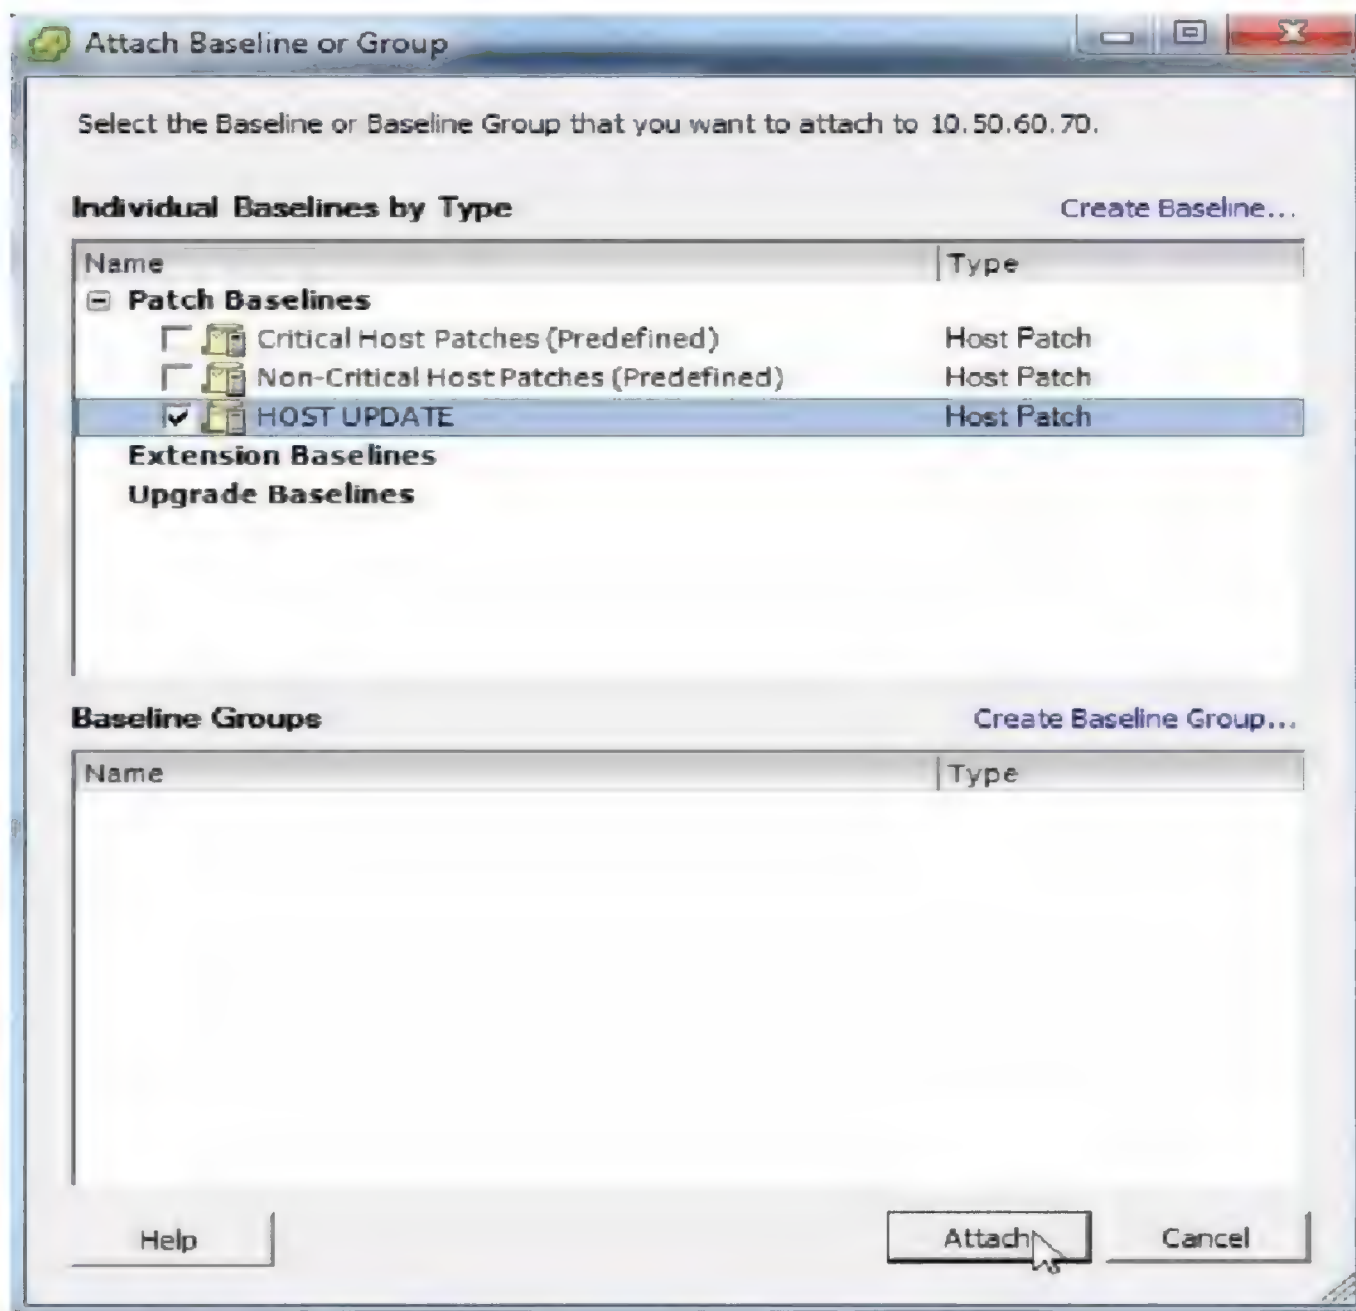 Attach Baseline or Group
Select the Baseline or Baseline Group that you want to attach to 10.50.60.70.
Individual Baselines by Type Create Baseline...
Name Type
Patch Baselines
Critical Host Patches (Predefined) Host Patch
Non-Critical Host Patches (Predefined) Host Patch
HOST UPDATE Host Patch
Extension Baselines
Upgrade Baselines
Baseline Groups Create Baseline Group...
Name Type
Help Attach Cancel